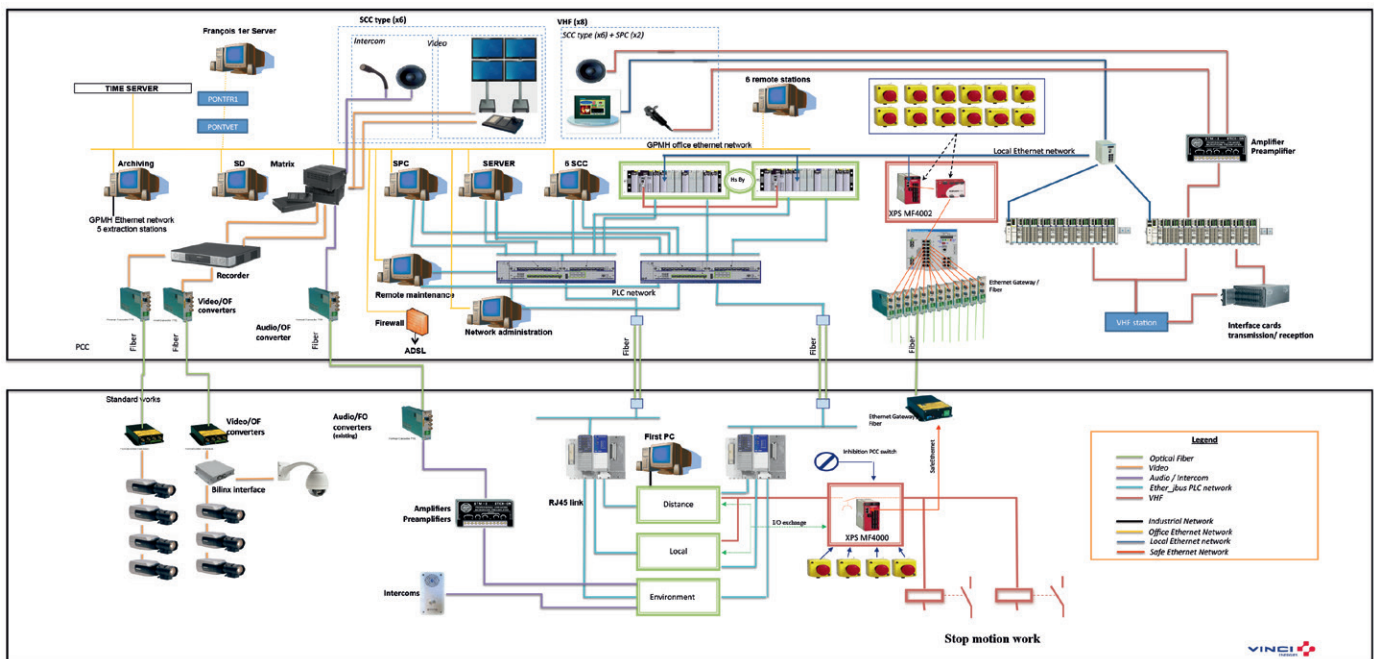 SCC type (x6)
VHF (x8)
François 1er Server
Intercom
Video
SCC type (x6) + SPC (x2)
6 remote stations
TIME SERVER
PONTFR1
PONTVET
GPMH office ethernet network
Local Ethernet network
Amplifier
Preamplifier
Archiving
SD
Matrix
SPC
SERVER
6 SCC
Hs By
GPMH Ethernet network
5 extraction stations
XPS MF4002
Recorder
Remote maintenance
PLC network
Ethernet Gateway /
Fiber
Video/OF
converters
Audio/OF
converter
Firewall
Network administration
VHF station
Interface cards
transmission/ reception
ADSL
PCC
Fiber
Fiber
Fiber
Fiber
Fiber
Fiber
Standard works
Video/OF
converters
Audio/FO
converters
(existing)
Ethernet Gateway/
Fiber
First PC
Inhibition PCC switch
SafeEthernet
Bilinx interface
RJ45 link
Amplifiers
Preamplifiers
Distance
I/O exchange
XPS MF4000
Local
Intercoms
Environment
Stop motion work
Legend
Optical Fiber
Video
Audio / Intercom
Ether_jbus PLC network
VHF
Industrial Network
Office Ethernet Network
Local Ethernet network
Safe Ethernet Network
VINCI